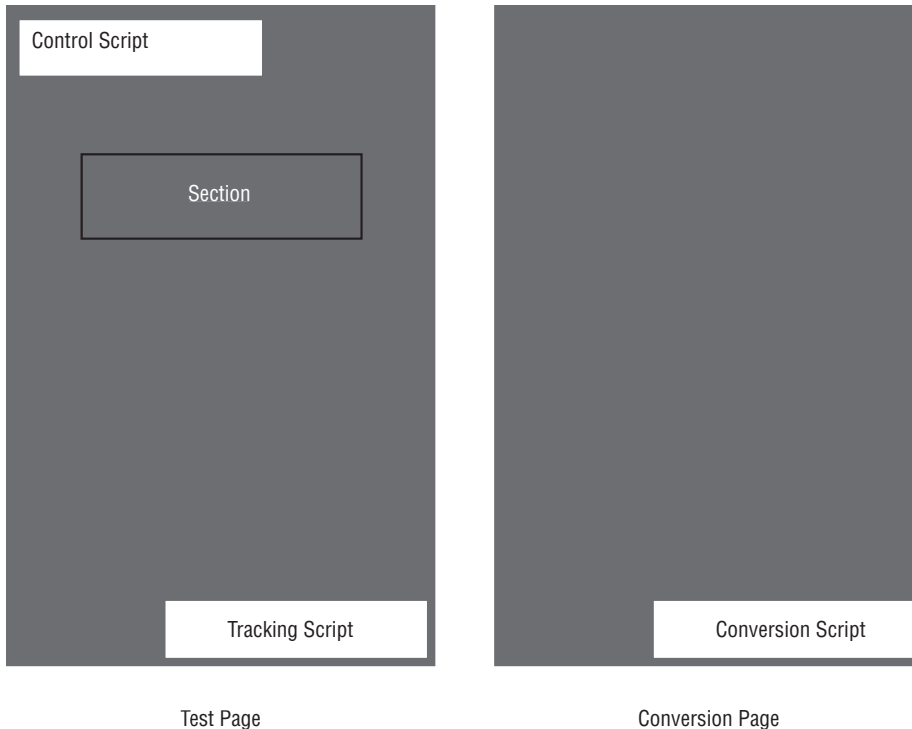 Control Script
Section
Tracking Script
Conversion Script
Test Page
Conversion Page